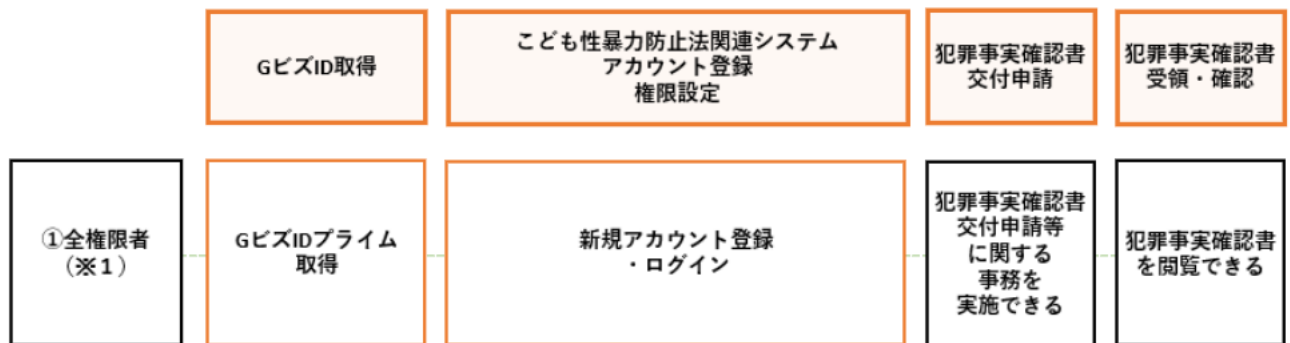 GビズID取得
こども性暴力防止法関連システム
アカウント登録
権限設定
犯罪事実確認書
交付申請
犯罪事実確認書
受領・確認
①全権限者
（※１）
GビズIDプライム
取得
新規アカウント登録
・ログイン
犯罪事実確認書
交付申請等
に関する
事務を
実施できる
犯罪事実確認書
を閲覧できる